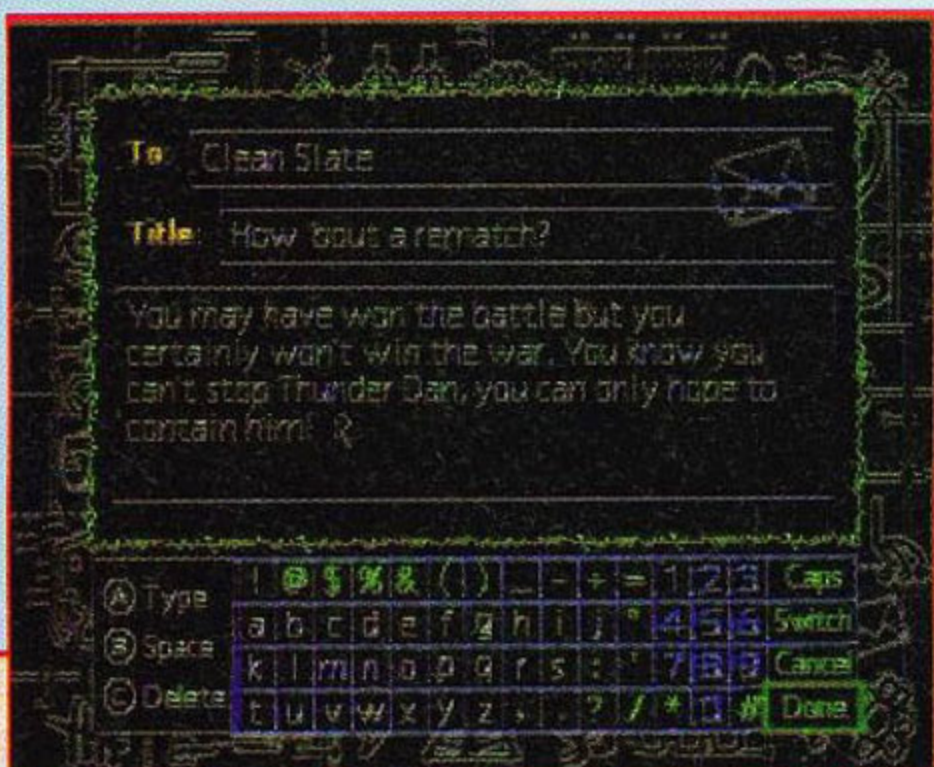 To: Clean Slate
Title: How 'bout a rematch?
You may have won the battle but you
certainly won't win the war. You know you
can't stop Thunder Dan, you can only hope to
contain him!
A Type
B Space
C Delete
! @ $ % & ( ) _ - + = 1 2 3 Caps
a b c d e f g h i j " 4 5 6 Switch
k l m n o p q r s : ' 7 8 9 Cancel
t u v w x y z , . ? / * 0 # Done